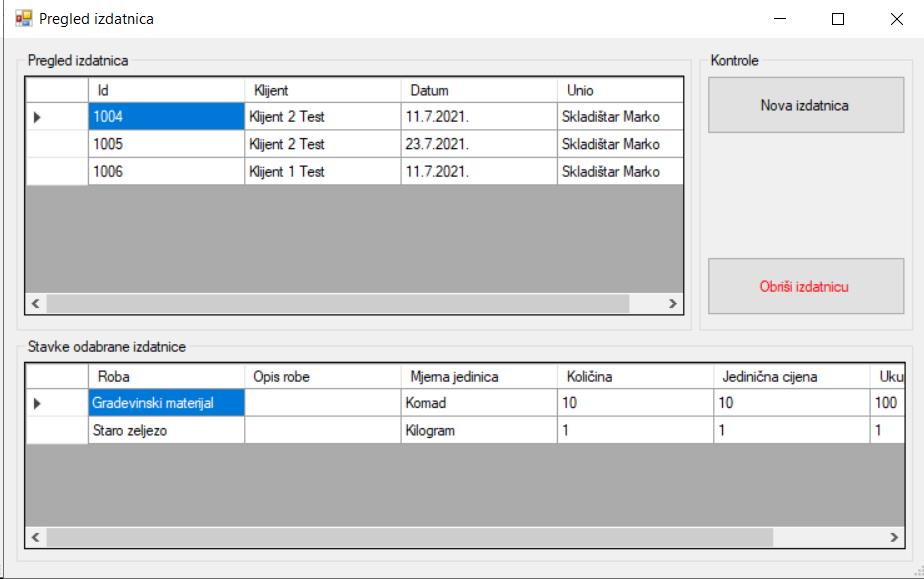 Pregled izdatnica
Pregled izdatnica
Id Klijent Datum Unio
1004 Klijent 2 Test 11.7.2021. Skladištar Marko
1005 Klijent 2 Test 23.7.2021. Skladištar Marko
1006 Klijent 1 Test 11.7.2021. Skladištar Marko
Kontrole
Nova izdatnica
Obriši izdatnicu
Stavke odabrane izdatnice
Roba Opis robe Mjerna jedinica Količina Jedinična cijena Uku
Građevinski materijal Komad 10 10 100
Staro zeljezo Kilogram 1 1 1